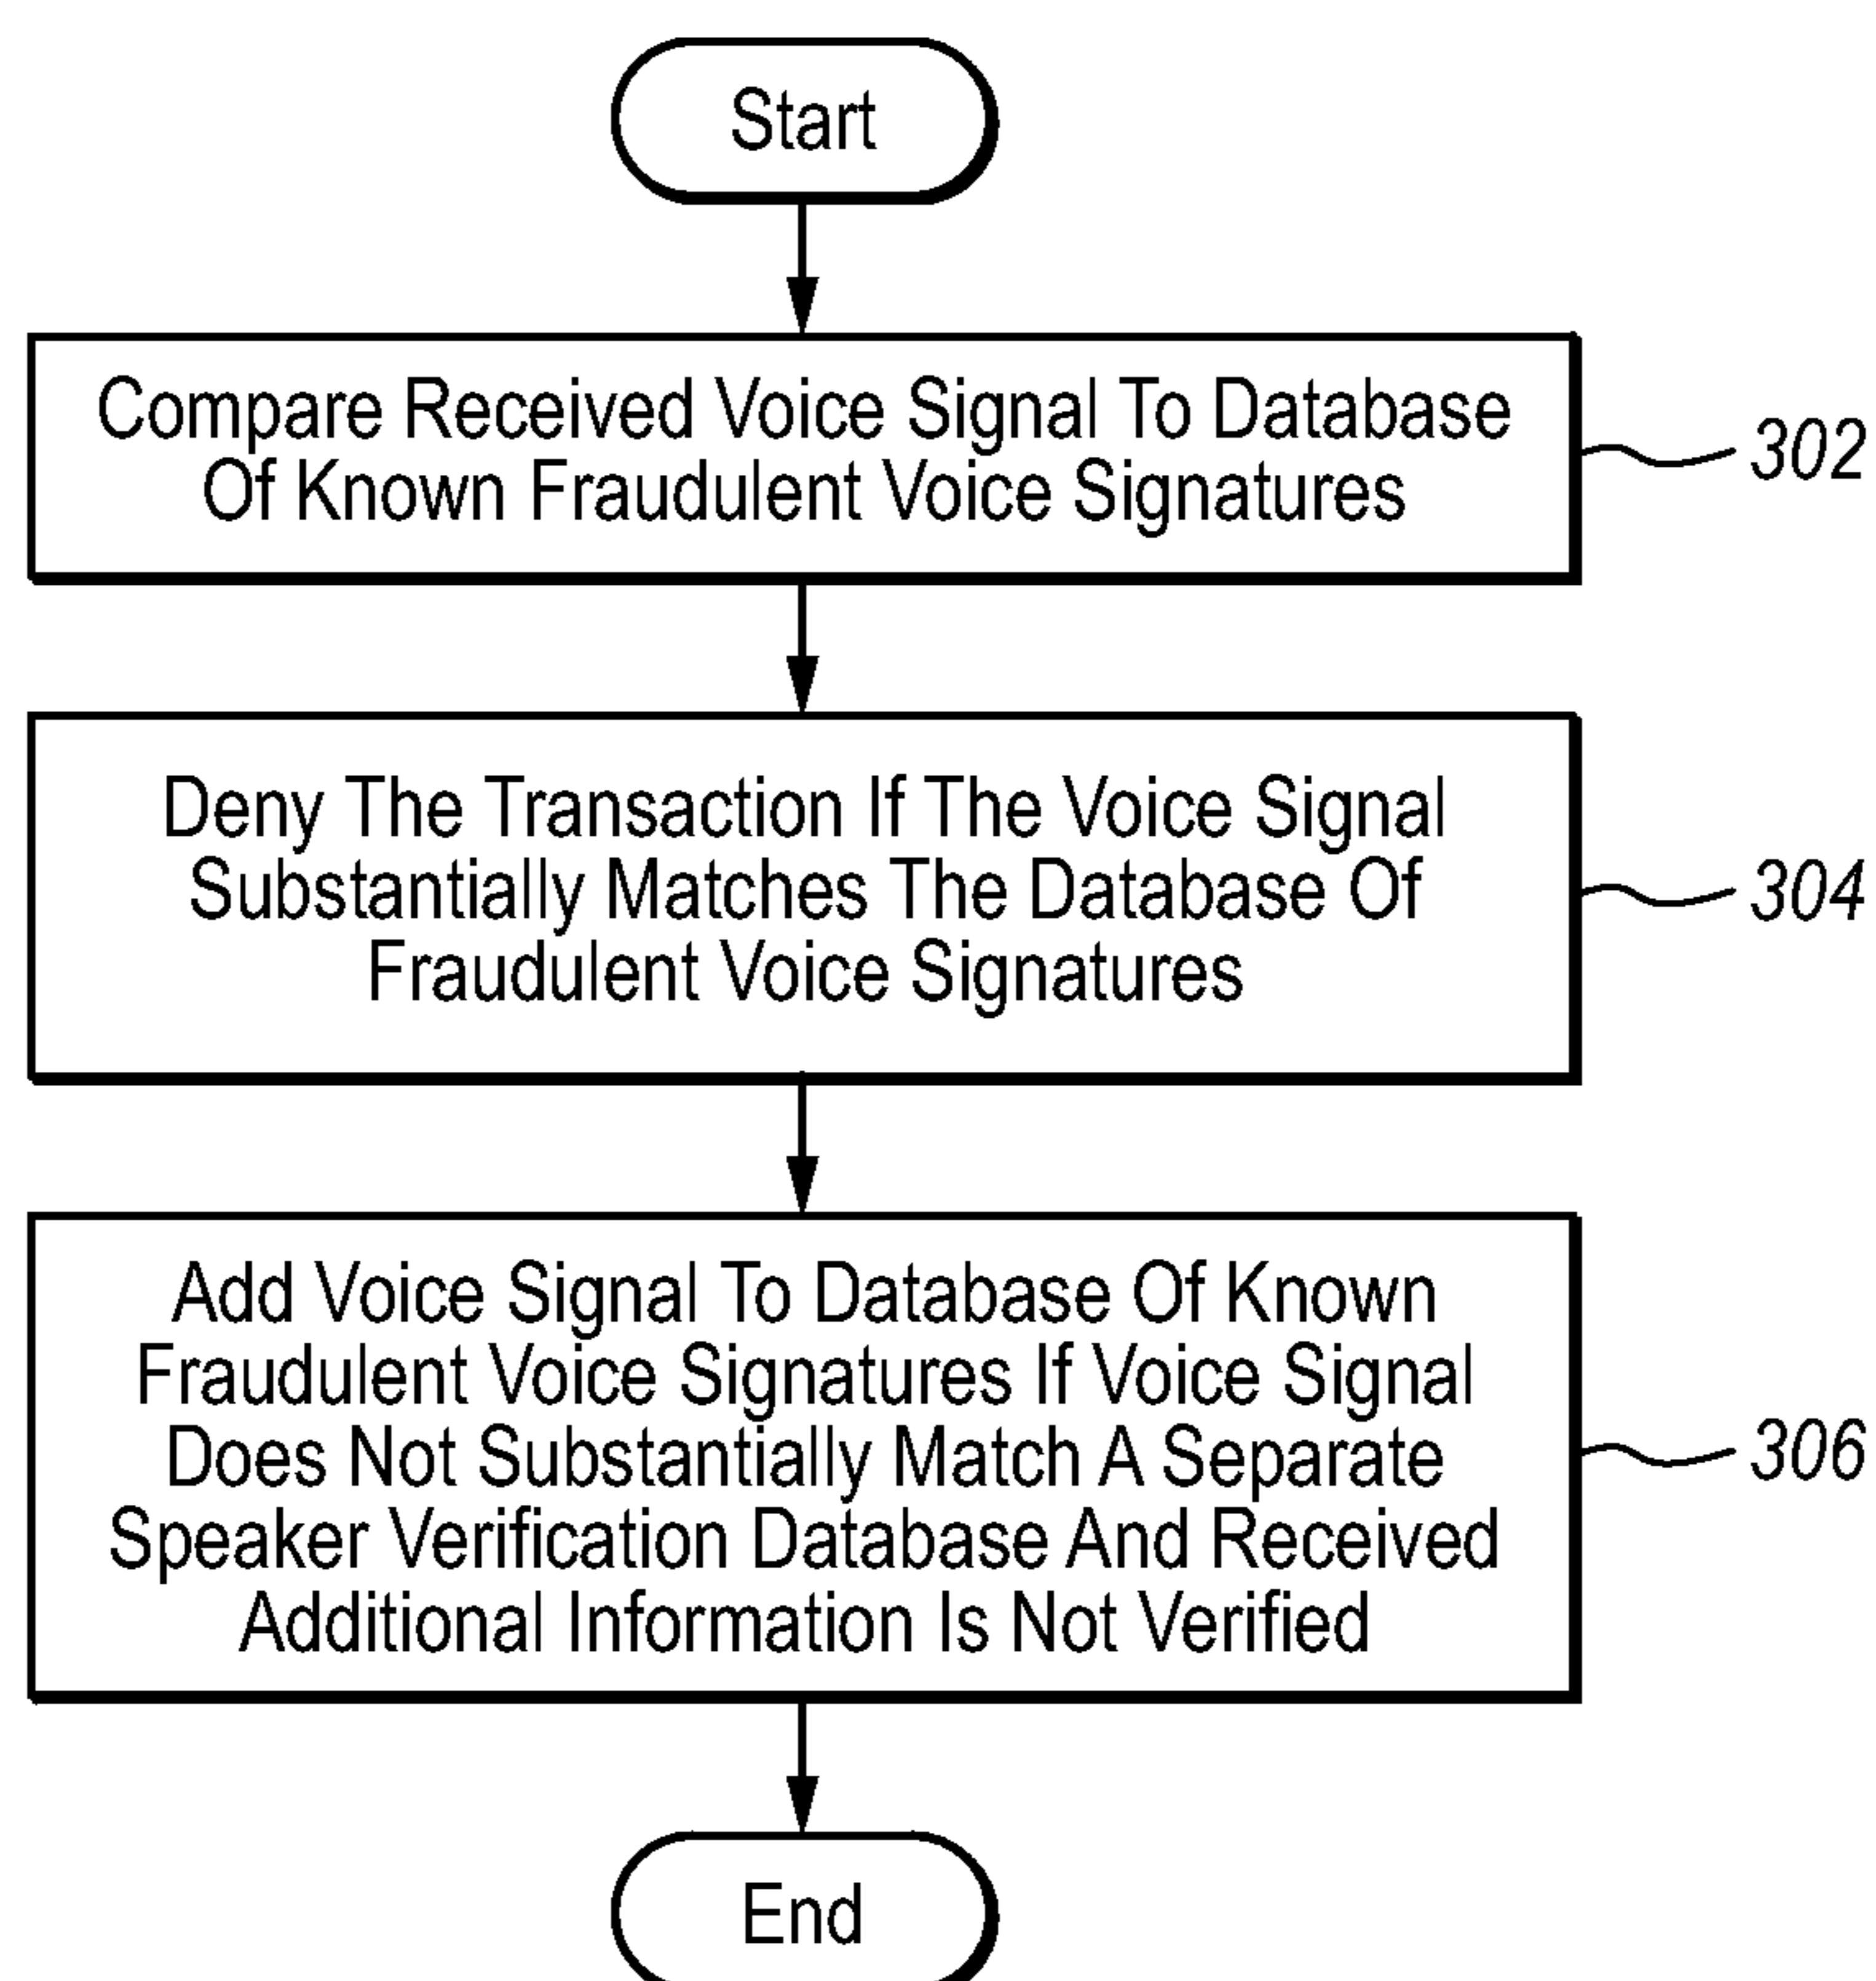 Start
Compare Received Voice Signal To Database
Of Known Fraudulent Voice Signatures
302
Deny The Transaction If The Voice Signal
Substantially Matches The Database Of
Fraudulent Voice Signatures
304
Add Voice Signal To Database Of Known
Fraudulent Voice Signatures If Voice Signal
Does Not Substantially Match A Separate
Speaker Verification Database And Received
Additional Information Is Not Verified
306
End